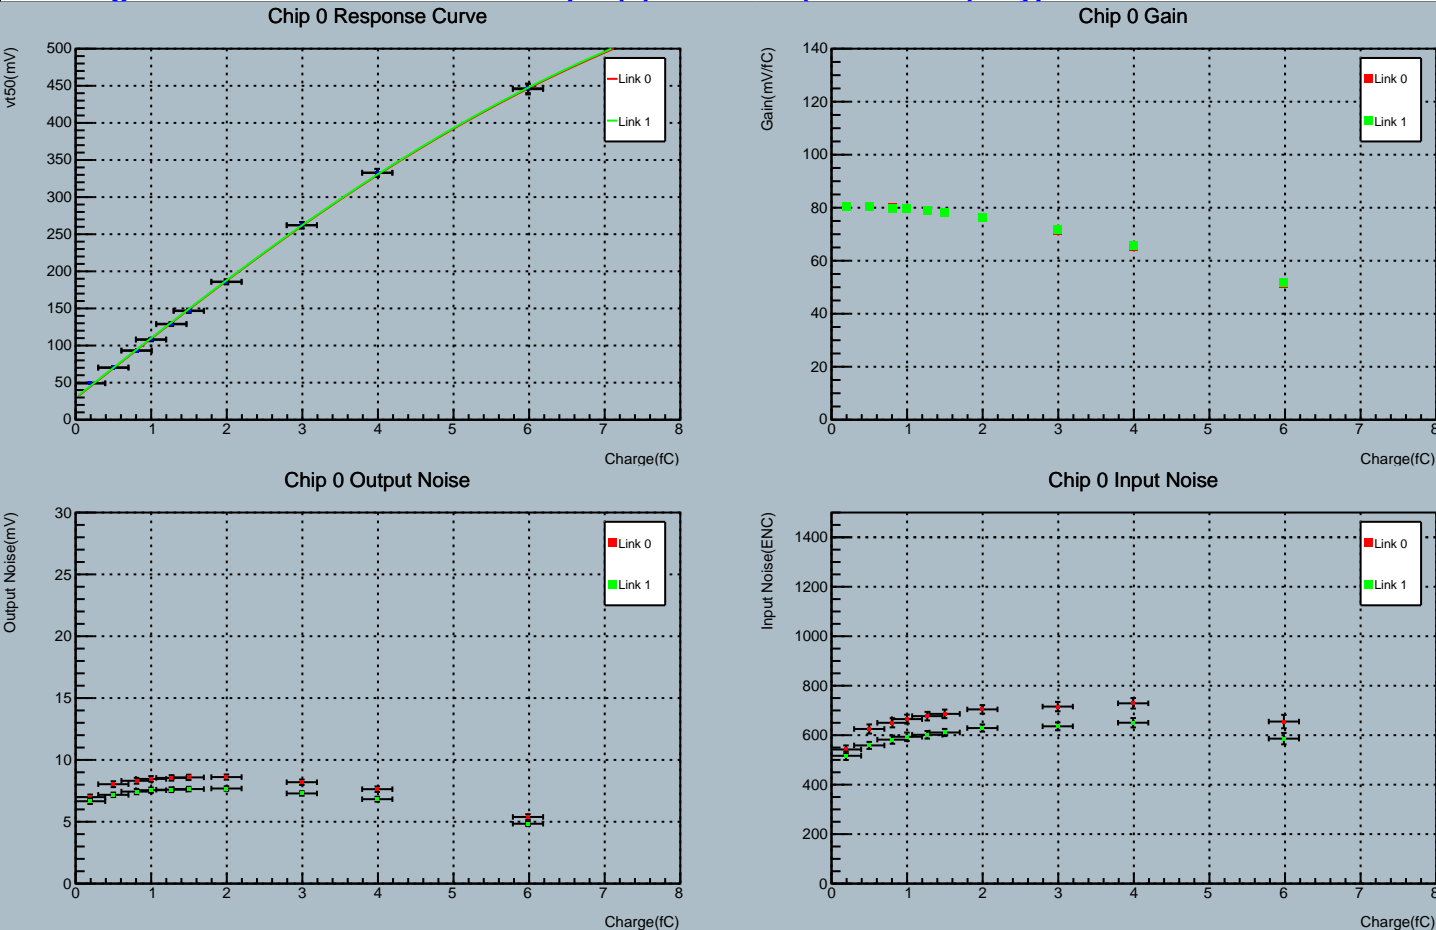 Chip 0 Response Curve
vt50(mV)
500
450
400
350
300
250
200
150
100
50
0
0 1 2 3 4 5 6 7 8
Charge(fC)
Link 0
Link 1
Chip 0 Gain
Gain(mV/fC)
140
120
100
80
60
40
20
0
0 1 2 3 4 5 6 7 8
Charge(fC)
Link 0
Link 1
Chip 0 Output Noise
Output Noise(mV)
30
25
20
15
10
5
0
0 1 2 3 4 5 6 7 8
Charge(fC)
Link 0
Link 1
Chip 0 Input Noise
Input Noise(ENC)
1400
1200
1000
800
600
400
200
0
0 1 2 3 4 5 6 7 8
Charge(fC)
Link 0
Link 1